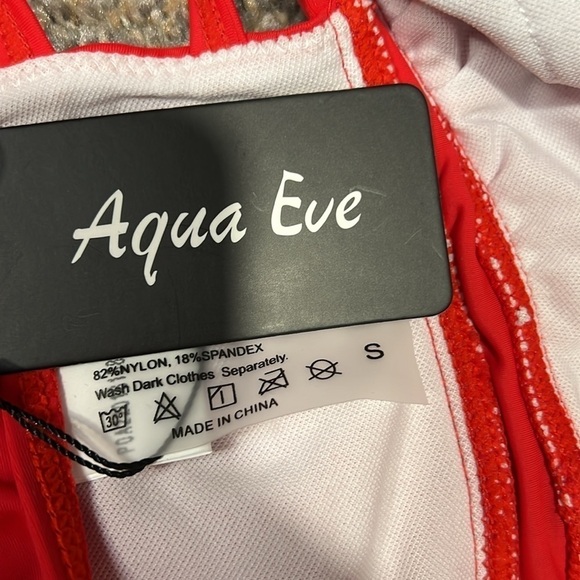 Aqua Eve
82%NYLON, 18%SPANDEX
Wash Dark Clothes Separately.
S
30°
MADE IN CHINA